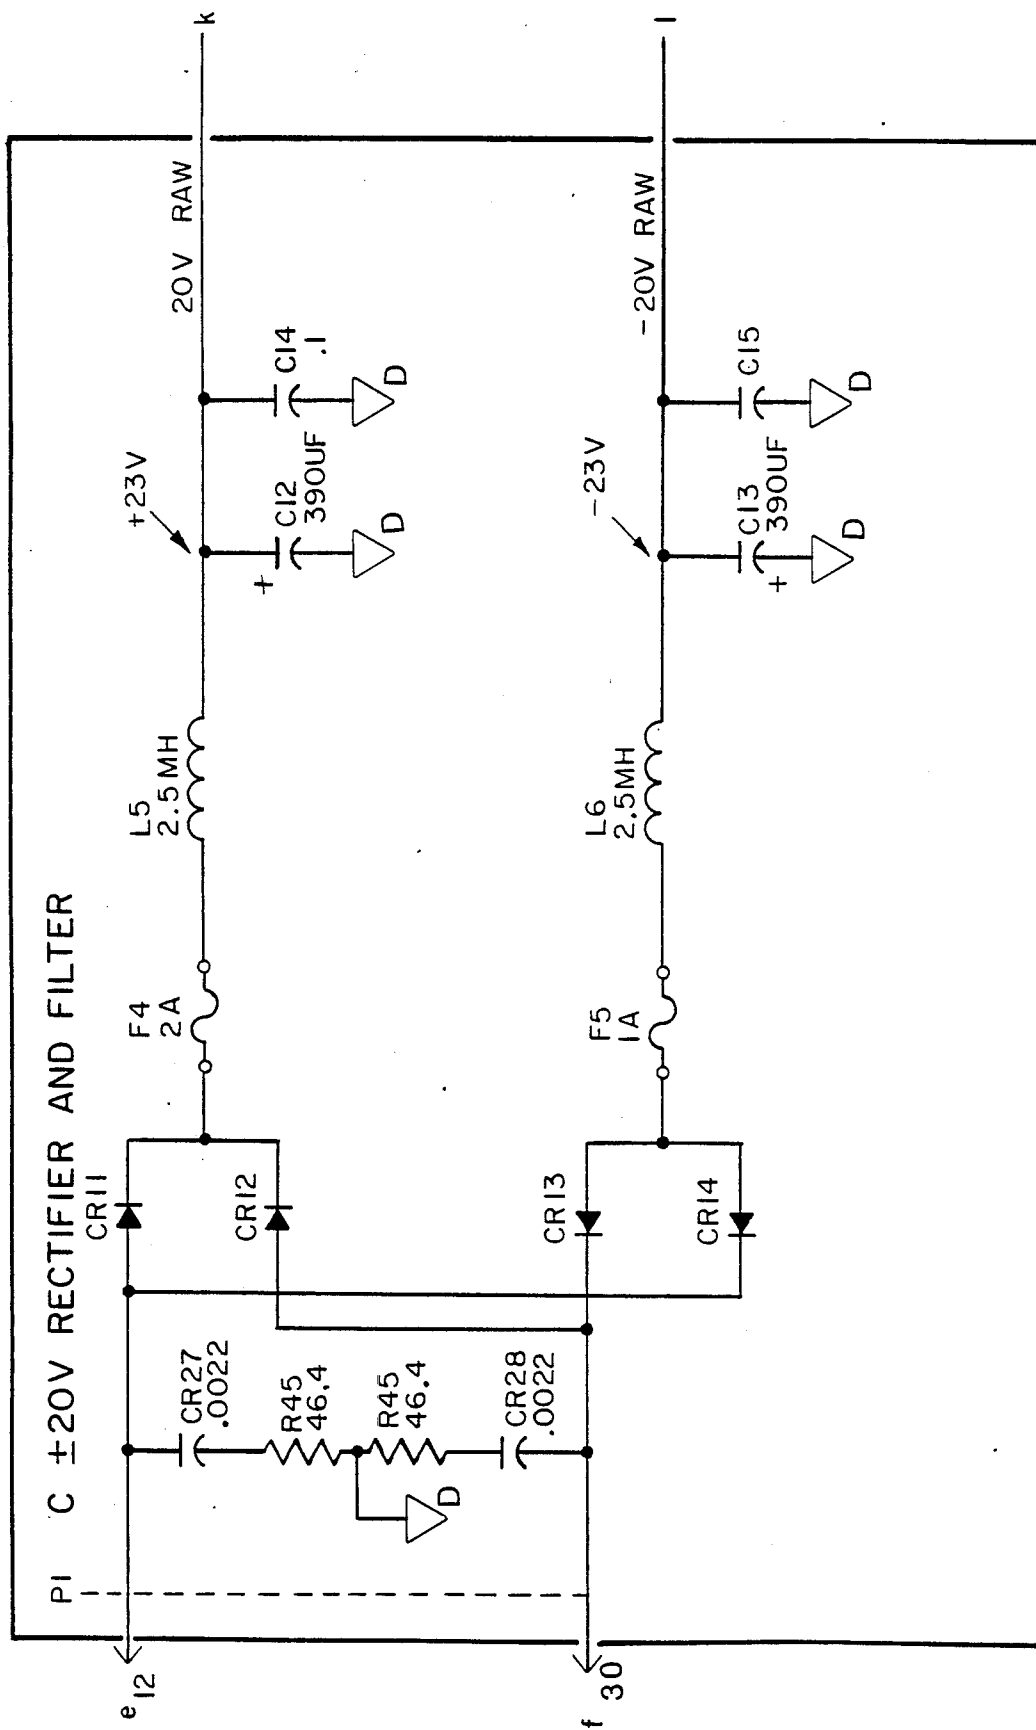 C ±20V RECTIFIER AND FILTER
P1
e 12
f 30
CR27
.0022
R45
46.4
R45
46.4
CR28
.0022
D
CR11
CR12
CR13
CR14
F4
2A
F5
1A
L5
2.5MH
L6
2.5MH
+23V
+
C12
390UF
D
C14
.1
D
20V RAW
k
-23V
+
C13
390UF
D
C15
D
-20V RAW
l